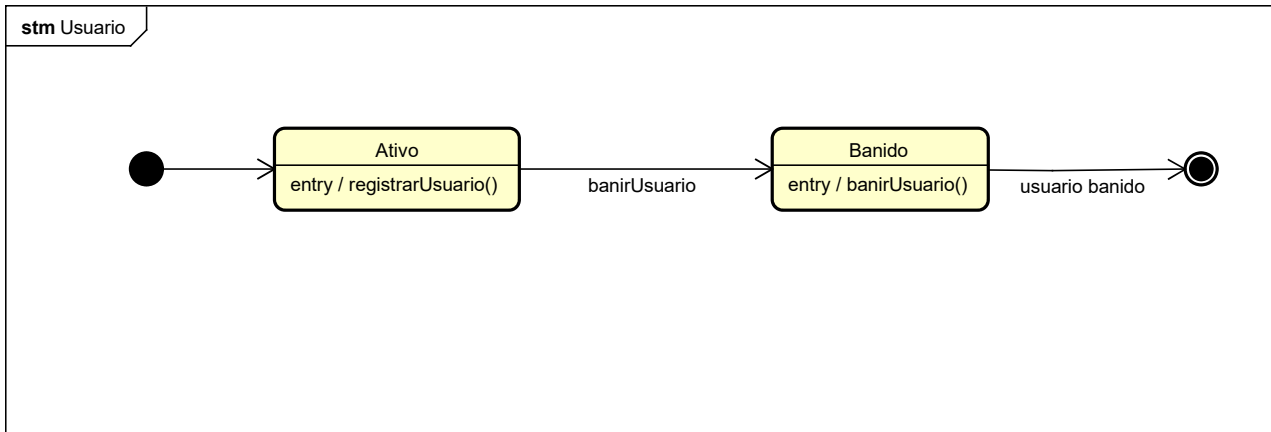 stm Usuario
Ativo
entry / registrarUsuario()
banirUsuario
Banido
entry / banirUsuario()
usuario banido